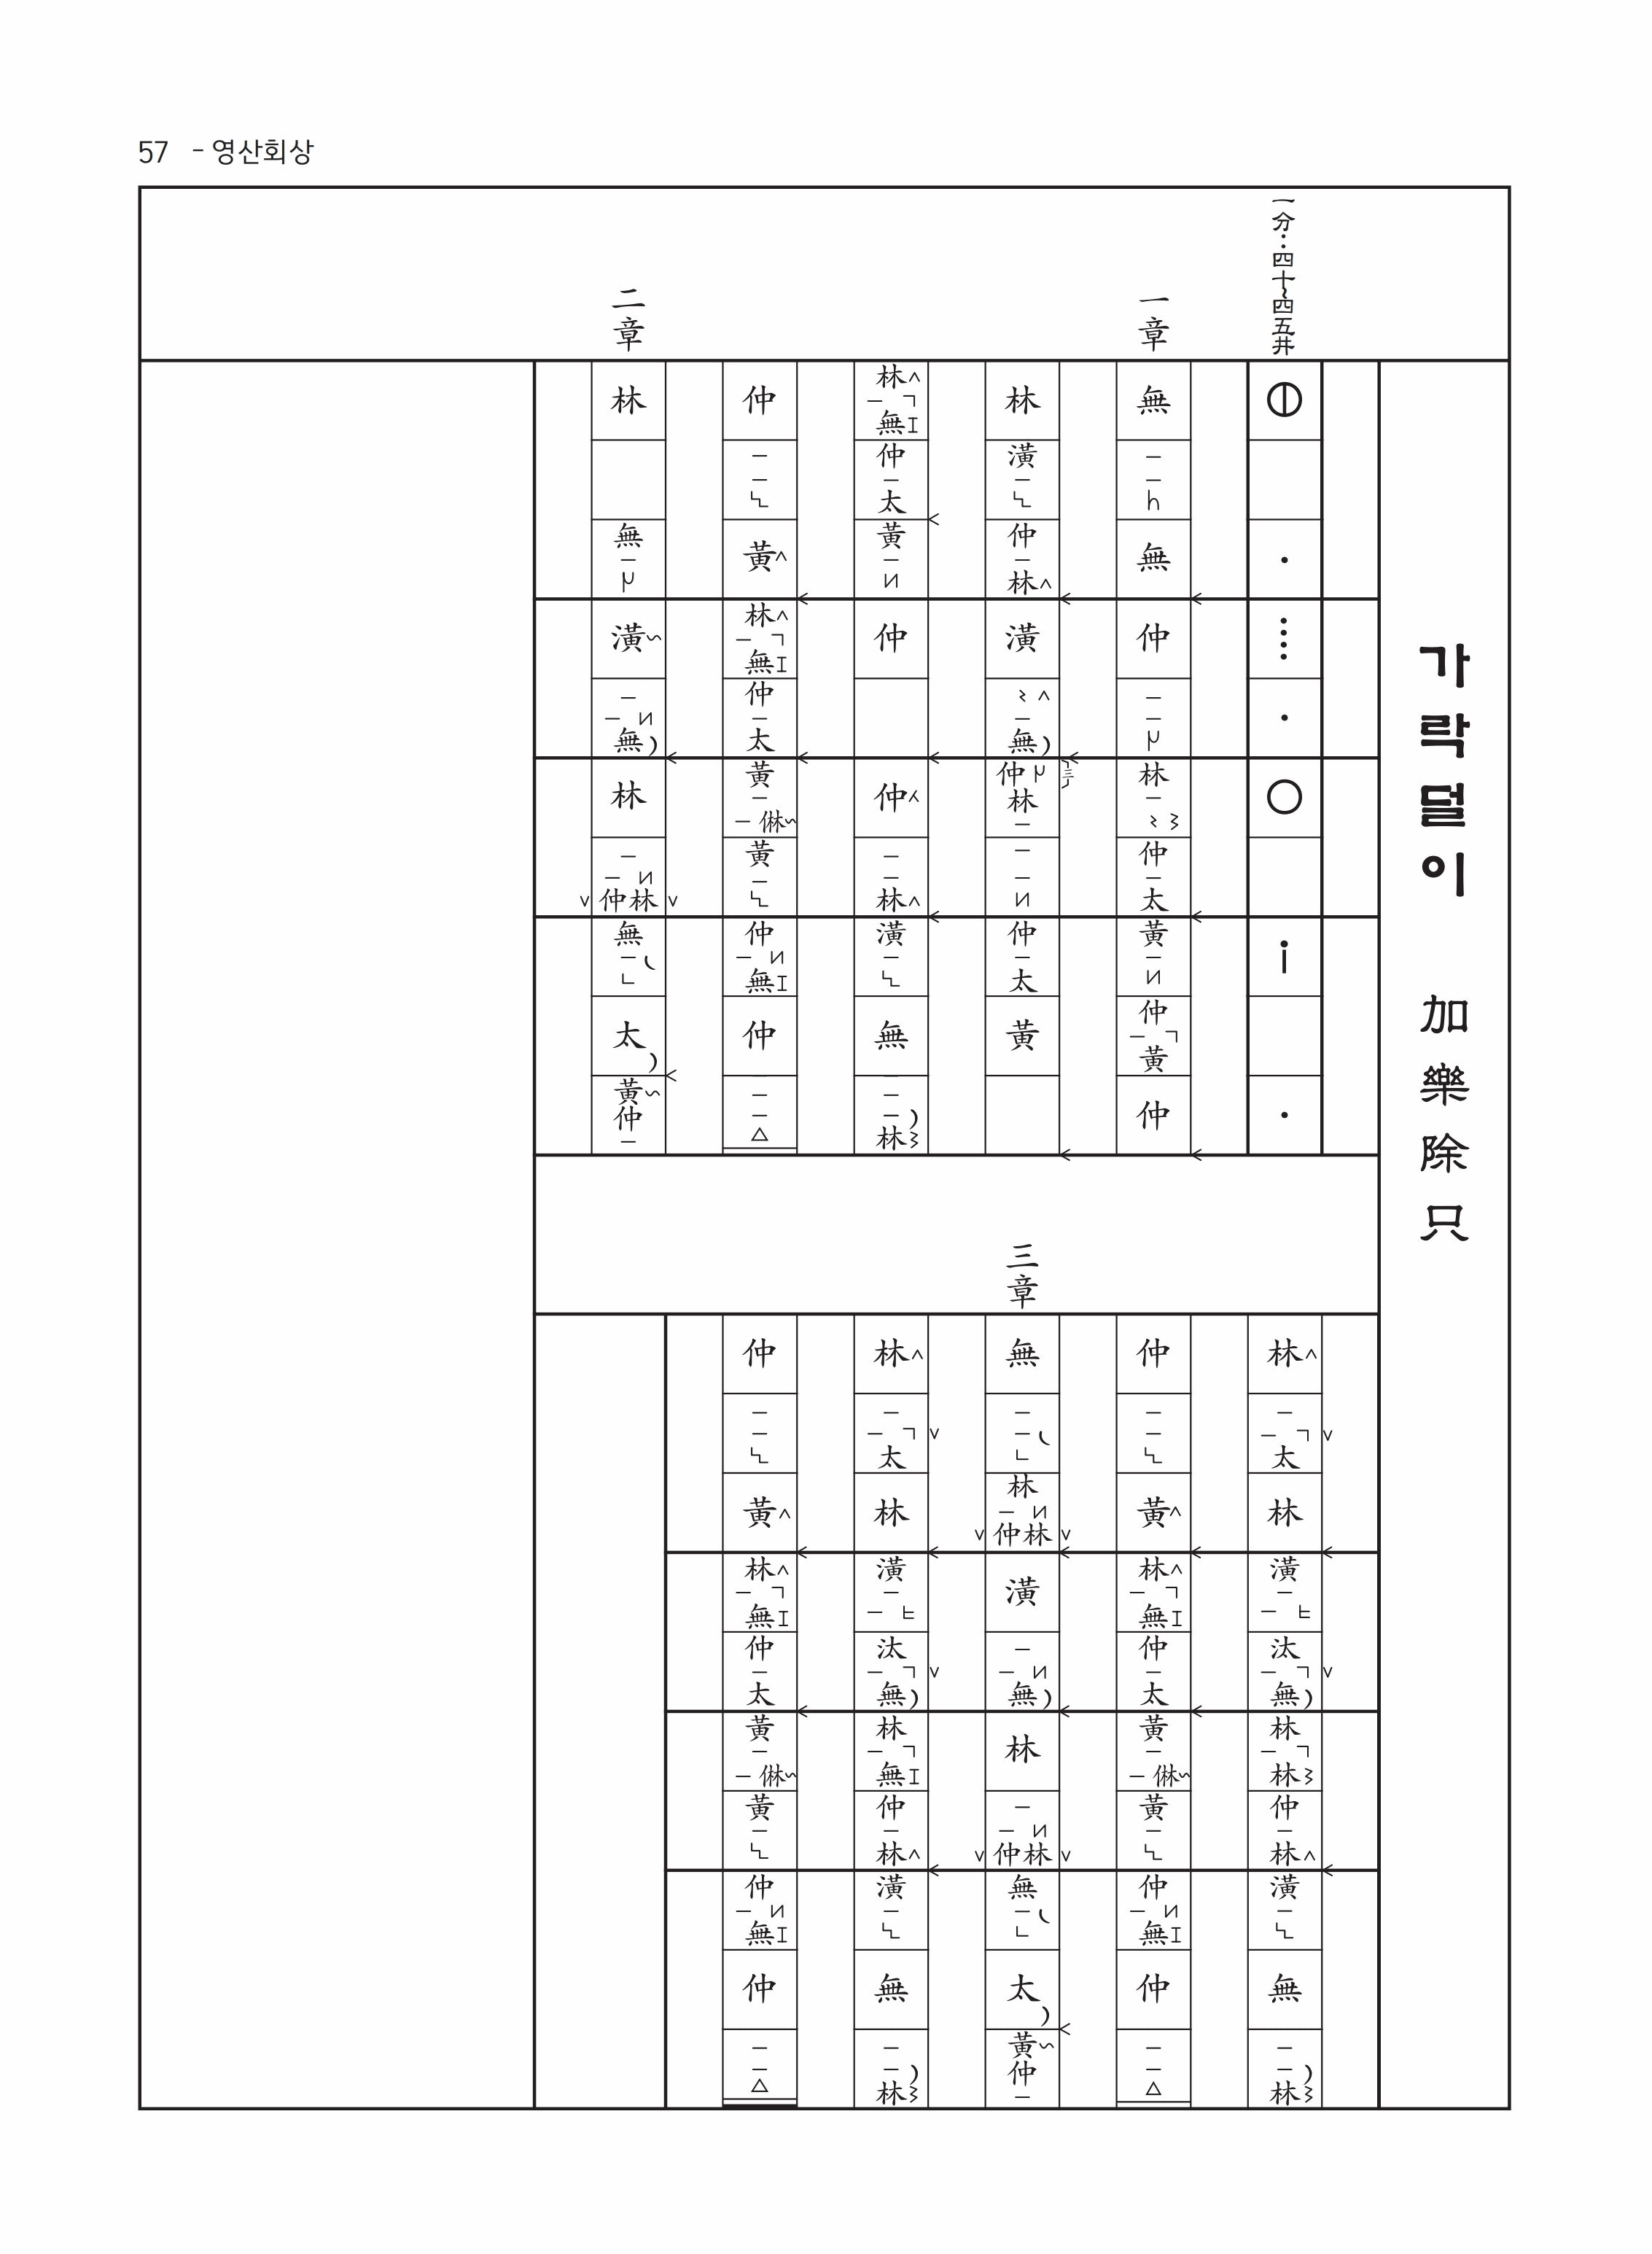 57 - 영산회상
가락덜이 加樂除只
一分··四十~四五井
一章
無 無 仲 林 仲 太 黃 仲 黃 仲
林 潢 仲 林 潢 無 仲 林 仲 太 黃
三
林 無 仲 太 黃 仲 仲 林 潢 無 林
仲 黃 林 無 仲 太 黃 㑣 黃 仲 無 仲
二章
林 無 潢 無 林 仲 林 無 太 黃 仲
林 太 林 潢 汰 無 林 林 仲 林 潢 無 林
仲 黃 林 無 仲 太 黃 㑣 黃 仲 無 仲
三章
無 林 仲 林 潢 無 林 仲 林 無 太 黃 仲
林 太 林 潢 汰 無 林 無 仲 林 潢 無 林
仲 黃 林 無 仲 太 黃 㑣 黃 仲 無 仲